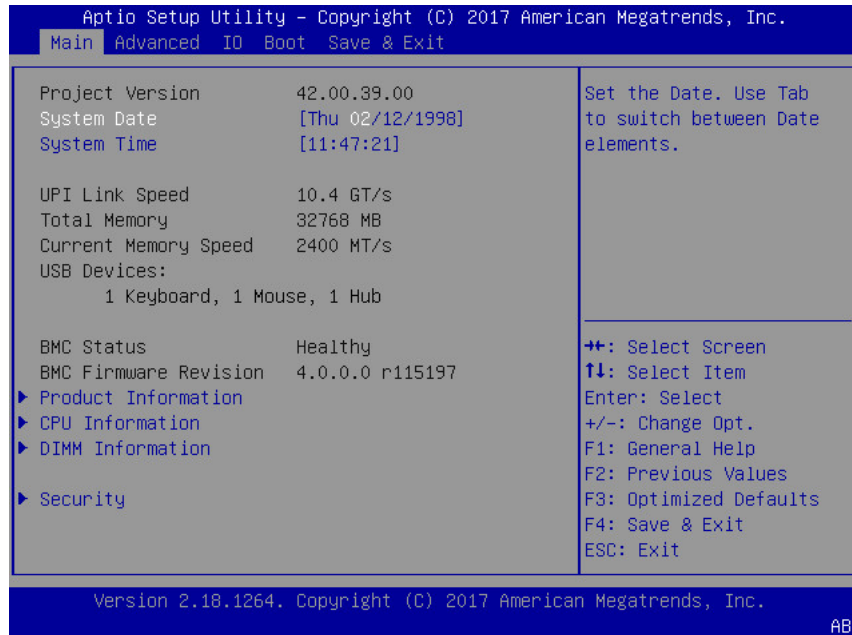 Aptio Setup Utility – Copyright (C) 2017 American Megatrends, Inc.
Main Advanced IO Boot Save & Exit
Project Version 42.00.39.00
System Date [Thu 02/12/1998]
System Time [11:47:21]
UPI Link Speed 10.4 GT/s
Total Memory 32768 MB
Current Memory Speed 2400 MT/s
USB Devices:
1 Keyboard, 1 Mouse, 1 Hub
BMC Status Healthy
BMC Firmware Revision 4.0.0.0 r115197
Product Information
CPU Information
DIMM Information
Security
Set the Date. Use Tab
to switch between Date
elements.
→←: Select Screen
↑↓: Select Item
Enter: Select
+/-: Change Opt.
F1: General Help
F2: Previous Values
F3: Optimized Defaults
F4: Save & Exit
ESC: Exit
Version 2.18.1264. Copyright (C) 2017 American Megatrends, Inc.
AB